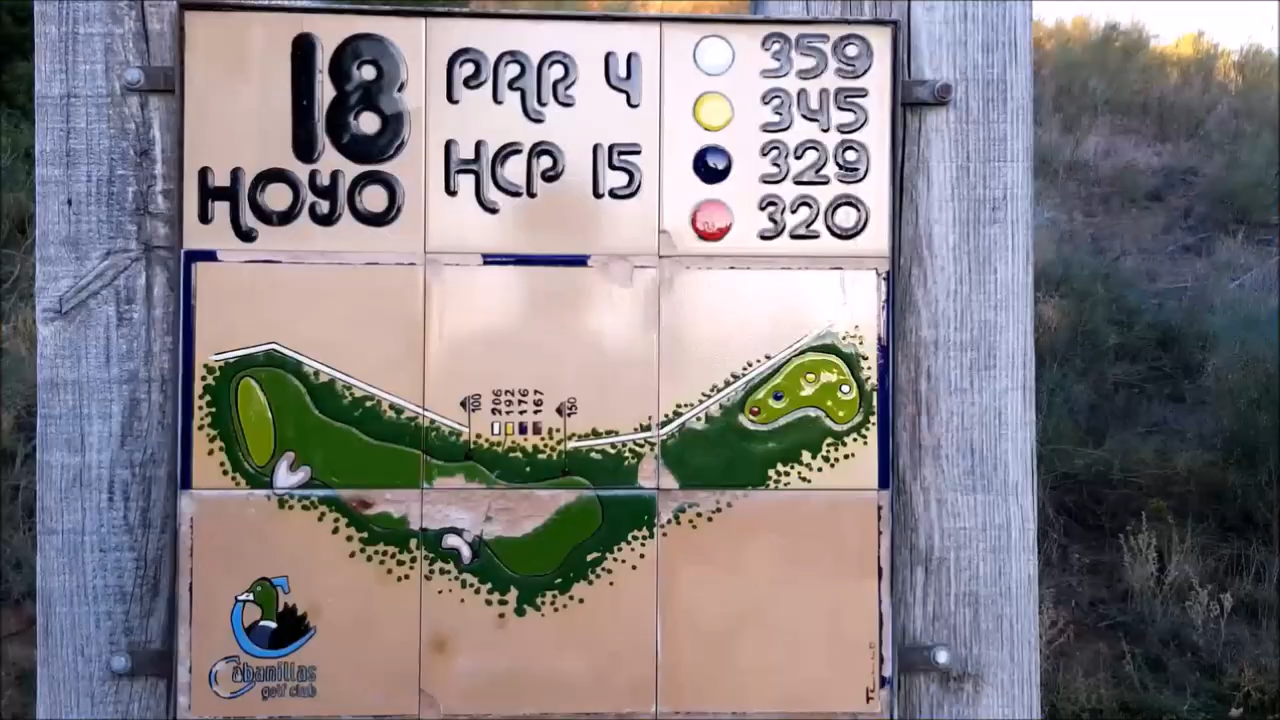 18
HOYO
PAR 4
HCP 15
359
345
329
320
100
206
192
176
167
150
Cabanillas
golf club